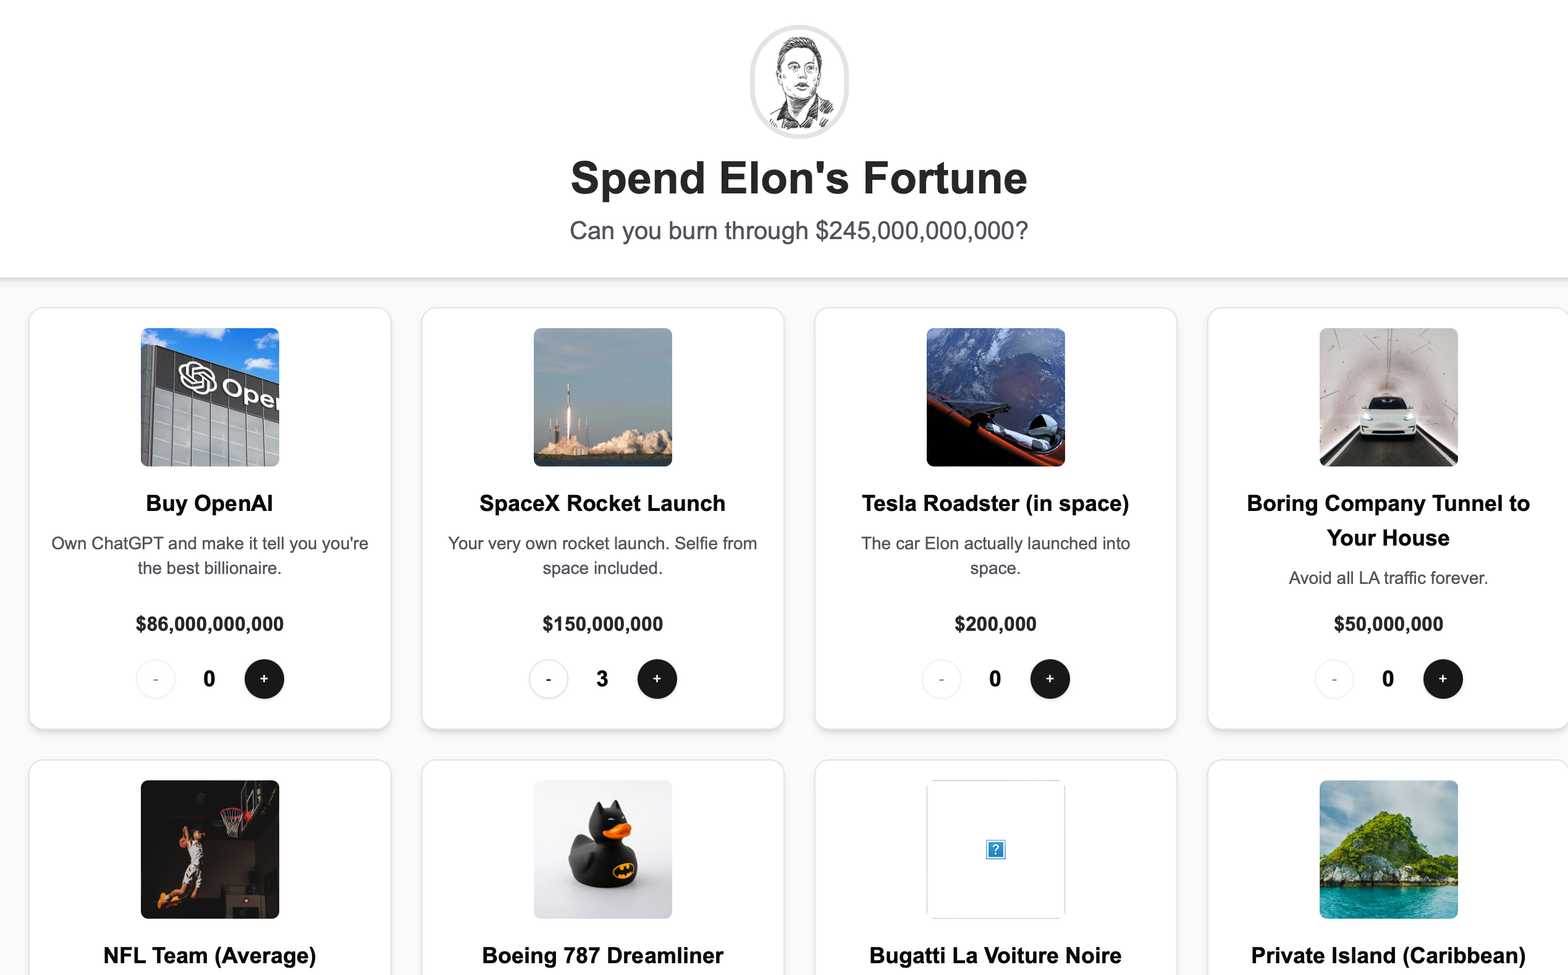 Spend Elon's Fortune
Can you burn through $245,000,000,000?
Open
Buy OpenAI
Own ChatGPT and make it tell you you're
the best billionaire.
$86,000,000,000
- 0 +
SpaceX Rocket Launch
Your very own rocket launch. Selfie from
space included.
$150,000,000
- 3 +
Tesla Roadster (in space)
The car Elon actually launched into
space.
$200,000
- 0 +
Boring Company Tunnel to
Your House
Avoid all LA traffic forever.
$50,000,000
- 0 +
NFL Team (Average)
Boeing 787 Dreamliner
?
Bugatti La Voiture Noire
Private Island (Caribbean)